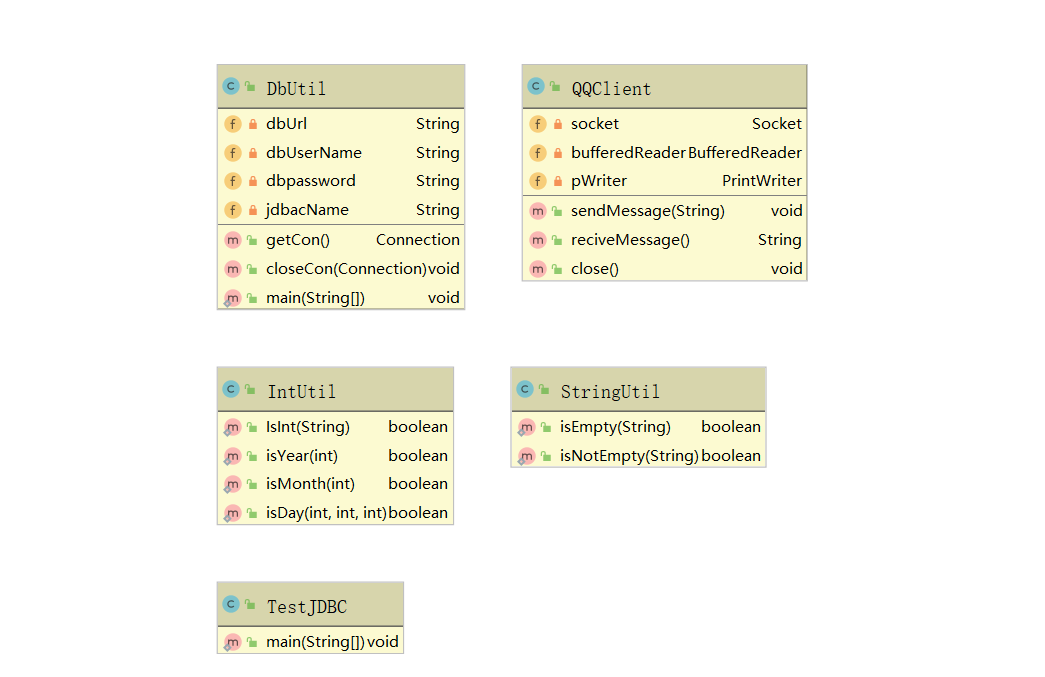 DbUtil
dbUrl String
dbUserName String
dbpassword String
jdbacName String
getCon() Connection
closeCon(Connection) void
main(String[]) void
QQClient
socket Socket
bufferedReader BufferedReader
pWriter PrintWriter
sendMessage(String) void
reciveMessage() String
close() void
IntUtil
IsInt(String) boolean
isYear(int) boolean
isMonth(int) boolean
isDay(int, int, int) boolean
StringUtil
isEmpty(String) boolean
isNotEmpty(String) boolean
TestJDBC
main(String[]) void